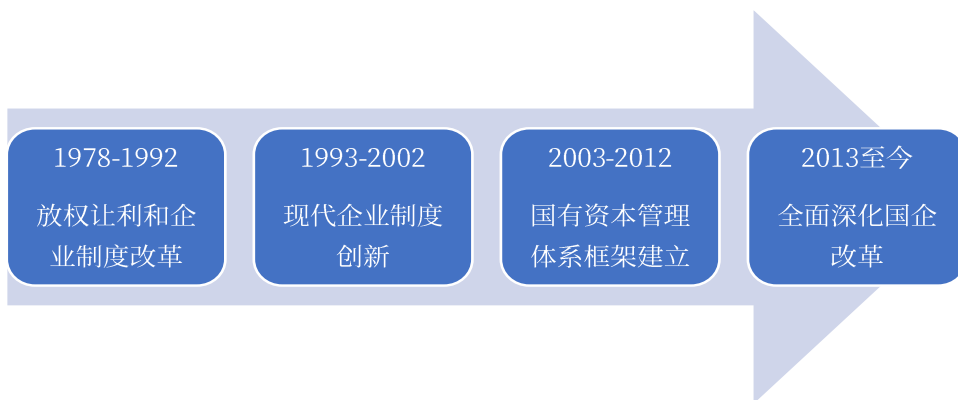 1978-1992
放权让利和企
业制度改革
1993-2002
现代企业制度
创新
2003-2012
国有资本管理
体系框架建立
2013至今
全面深化国企
改革